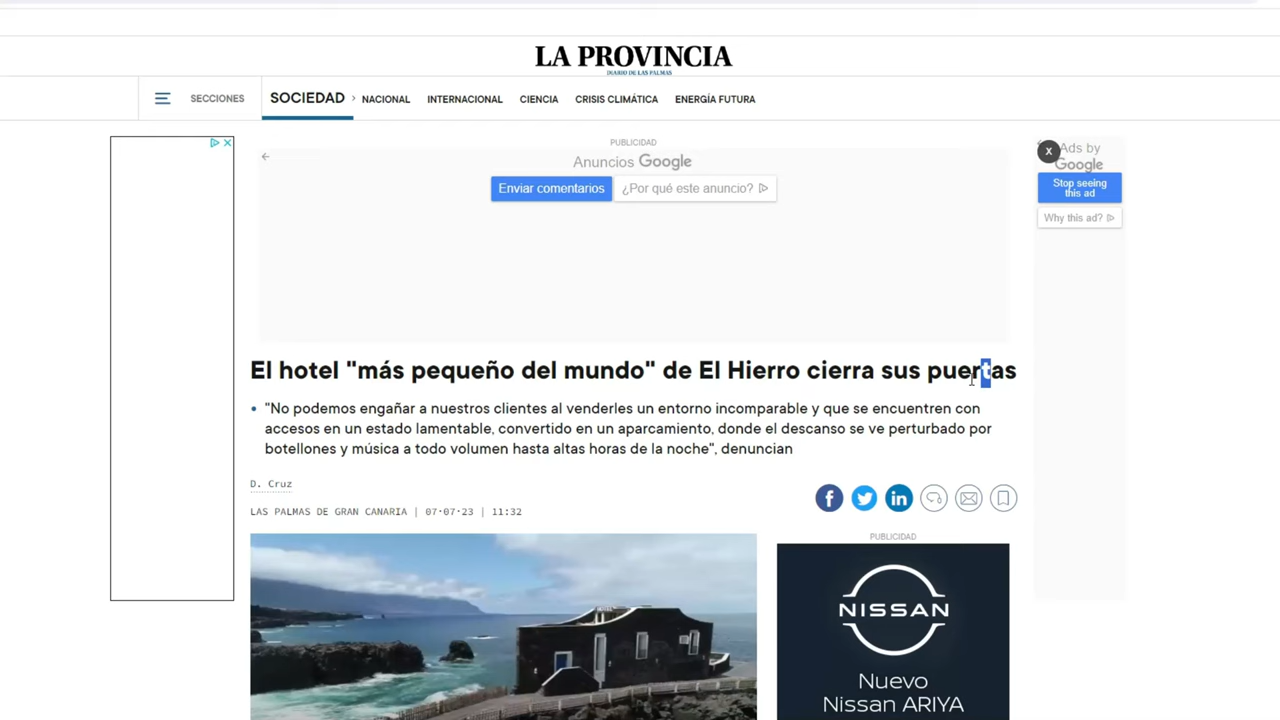 LA PROVINCIA
DIARIO DE LAS PALMAS
SECCIONES
SOCIEDAD
NACIONAL
INTERNACIONAL
CIENCIA
CRISIS CLIMÁTICA
ENERGÍA FUTURA
PUBLICIDAD
Anuncios Google
Enviar comentarios
¿Por qué este anuncio?
X
Ads by
Google
Stop seeing
this ad
Why this ad?
El hotel "más pequeño del mundo" de El Hierro cierra sus puertas
"No podemos engañar a nuestros clientes al venderles un entorno incomparable y que se encuentren con
accesos en un estado lamentable, convertido en un aparcamiento, donde el descanso se ve perturbado por
botellones y música a todo volumen hasta altas horas de la noche", denuncian
D. Cruz
LAS PALMAS DE GRAN CANARIA | 07·07·23 | 11:32
PUBLICIDAD
NISSAN
Nuevo
Nissan ARIYA